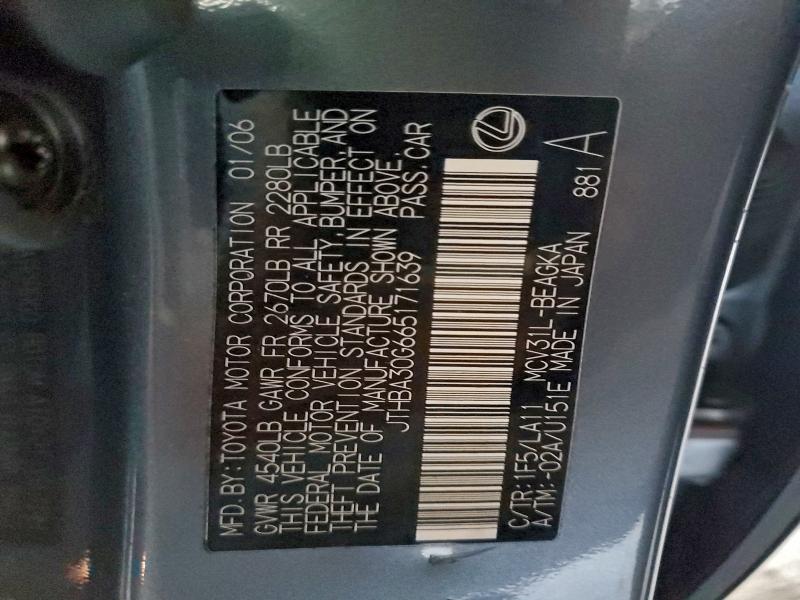 MFD. BY: TOYOTA MOTOR CORPORATION 01/06
GVWR 4540LB GAWR FR 2670LB RR 2280LB
THIS VEHICLE CONFORMS TO ALL APPLICABLE
FEDERAL MOTOR VEHICLE SAFETY, BUMPER, AND
THEFT PREVENTION STANDARDS IN EFFECT ON
THE DATE OF MANUFACTURE SHOWN ABOVE.
JTHBA30G665171639 PASS. CAR
C/TR: 1F5/LA11 MCV31L-BEAGKA
A/TM: -02A/U151E MADE IN JAPAN 881 A